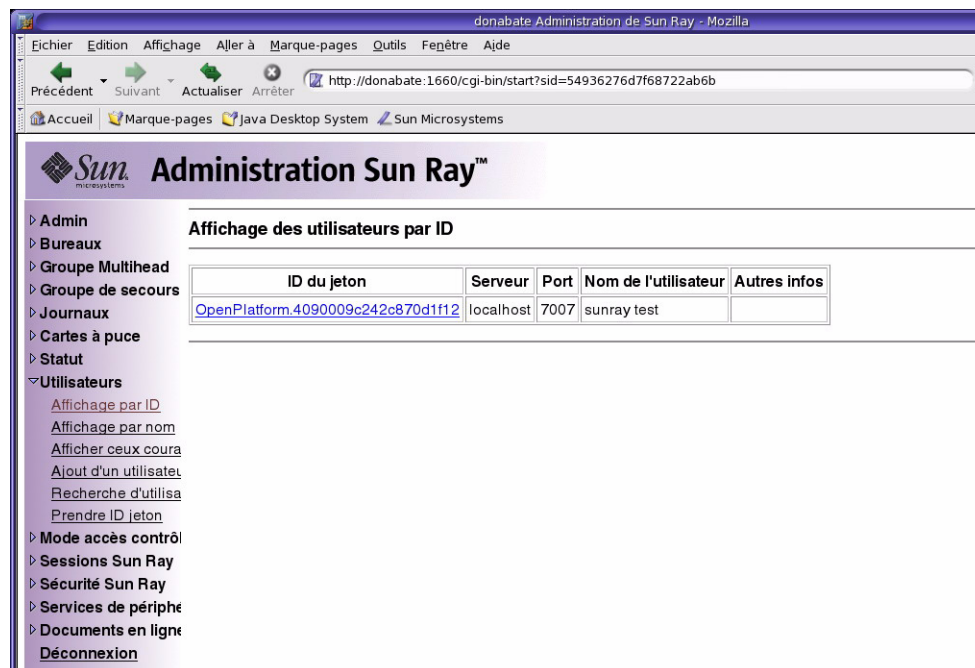 donabate Administration de Sun Ray - Mozilla
Fichier Edition Affichage Aller à Marque-pages Outils Fenêtre Aide
Précédent Suivant Actualiser Arrêter http://donabate:1660/cgi-bin/start?sid=54936276d7f68722ab6b
Accueil Marque-pages Java Desktop System Sun Microsystems
Sun microsystems Administration Sun Ray™
Admin
Bureaux
Groupe Multihead
Groupe de secours
Journaux
Cartes à puce
Statut
Utilisateurs
Affichage par ID
Affichage par nom
Afficher ceux coura
Ajout d'un utilisateu
Recherche d'utilisa
Prendre ID jeton
Mode accès contrôl
Sessions Sun Ray
Sécurité Sun Ray
Services de périphé
Documents en ligne
Déconnexion
Affichage des utilisateurs par ID
ID du jeton Serveur Port Nom de l'utilisateur Autres infos
OpenPlatform.4090009c242c870d1f12 localhost 7007 sunray test